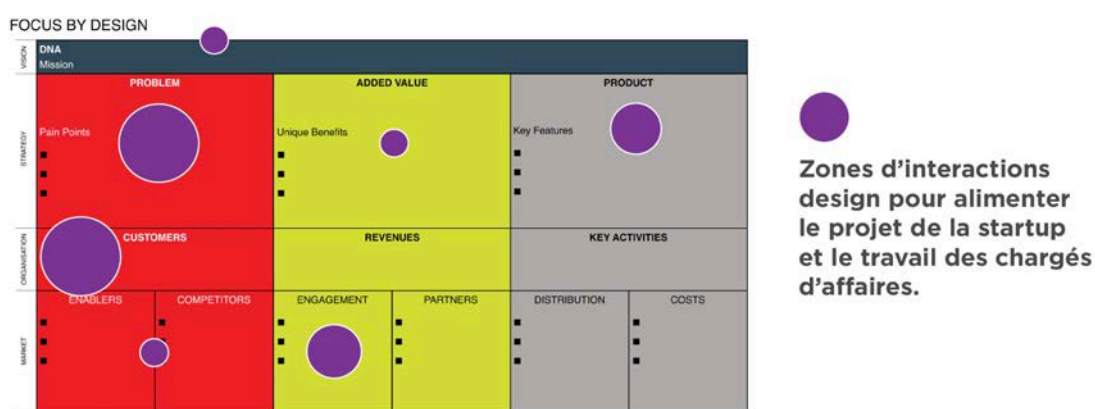 FOCUS BY DESIGN
VISION
DNA
Mission
STRATEGY
PROBLEM
ADDED VALUE
PRODUCT
Pain Points
Unique Benefits
Key Features
ORGANISATION
CUSTOMERS
REVENUES
KEY ACTIVITIES
MARKET
ENABLERS
COMPETITORS
ENGAGEMENT
PARTNERS
DISTRIBUTION
COSTS
Zones d'interactions
design pour alimenter
le projet de la startup
et le travail des chargés
d'affaires.